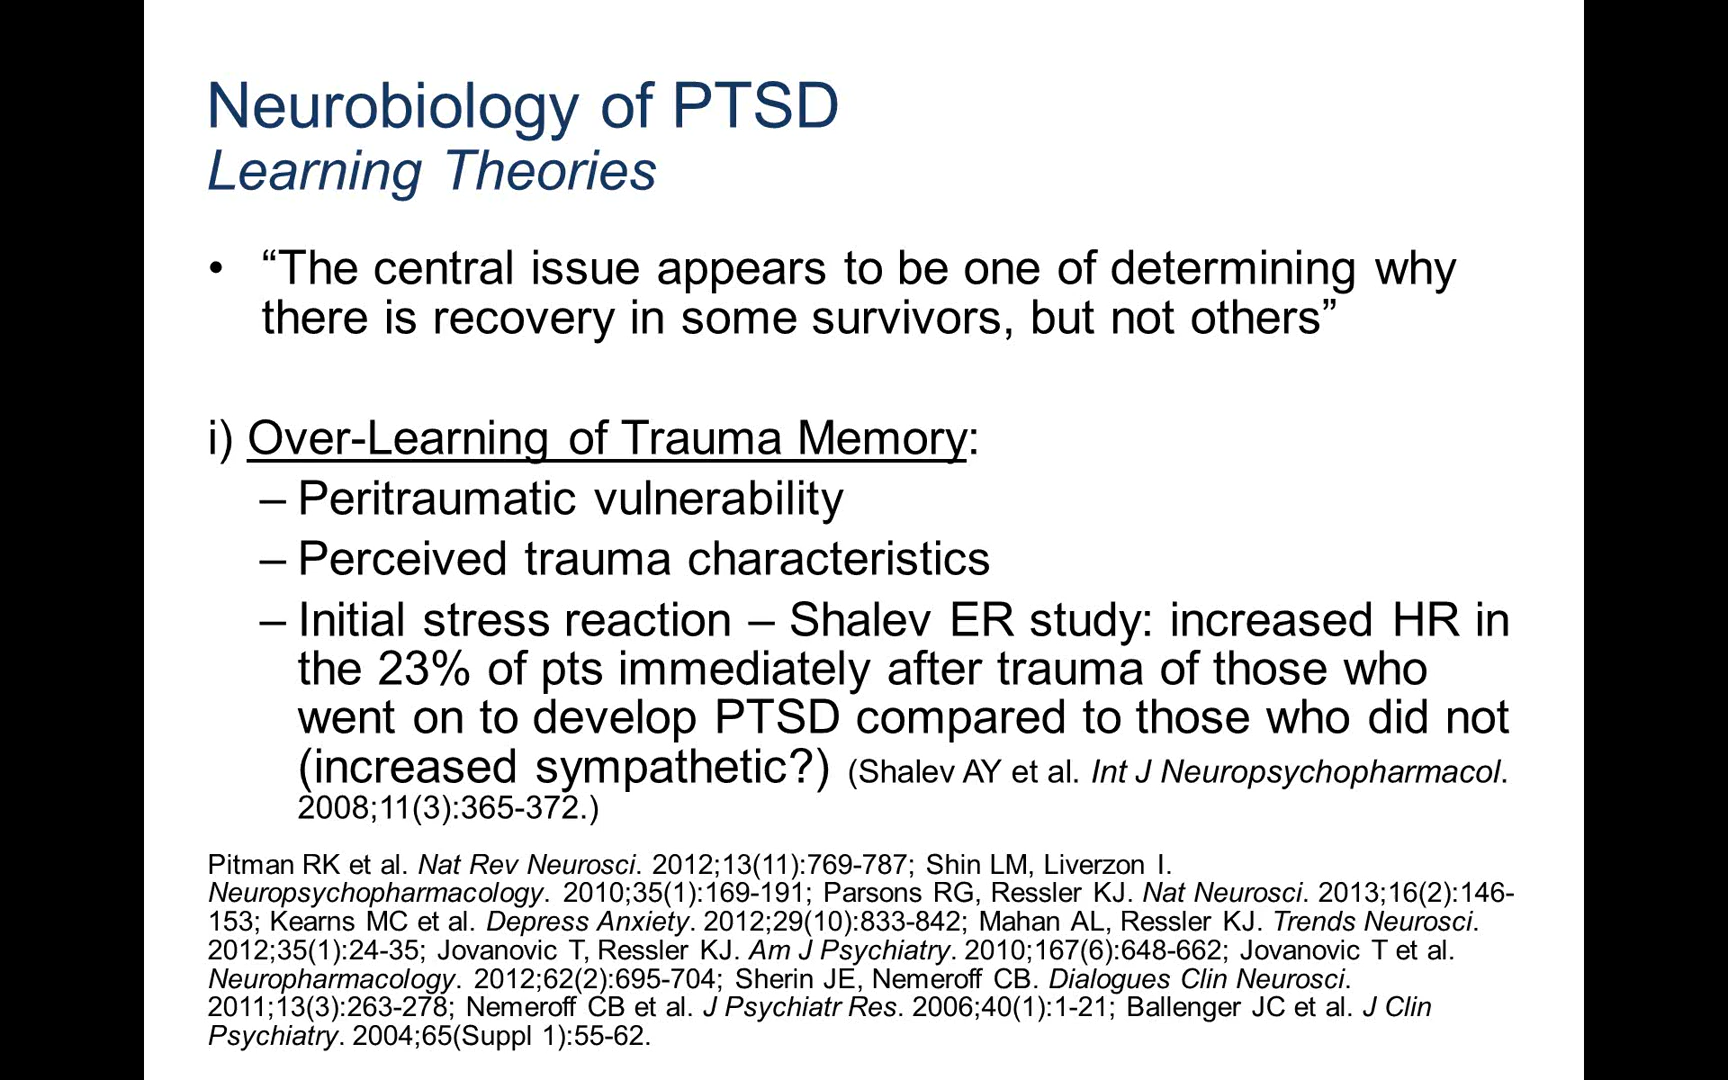 Neurobiology of PTSD
Learning Theories
• “The central issue appears to be one of determining why
there is recovery in some survivors, but not others”
i) Over-Learning of Trauma Memory:
– Peritraumatic vulnerability
– Perceived trauma characteristics
– Initial stress reaction – Shalev ER study: increased HR in
the 23% of pts immediately after trauma of those who
went on to develop PTSD compared to those who did not
(increased sympathetic?) (Shalev AY et al. Int J Neuropsychopharmacol.
2008;11(3):365-372.)
Pitman RK et al. Nat Rev Neurosci. 2012;13(11):769-787; Shin LM, Liverzon I.
Neuropsychopharmacology. 2010;35(1):169-191; Parsons RG, Ressler KJ. Nat Neurosci. 2013;16(2):146-
153; Kearns MC et al. Depress Anxiety. 2012;29(10):833-842; Mahan AL, Ressler KJ. Trends Neurosci.
2012;35(1):24-35; Jovanovic T, Ressler KJ. Am J Psychiatry. 2010;167(6):648-662; Jovanovic T et al.
Neuropharmacology. 2012;62(2):695-704; Sherin JE, Nemeroff CB. Dialogues Clin Neurosci.
2011;13(3):263-278; Nemeroff CB et al. J Psychiatr Res. 2006;40(1):1-21; Ballenger JC et al. J Clin
Psychiatry. 2004;65(Suppl 1):55-62.